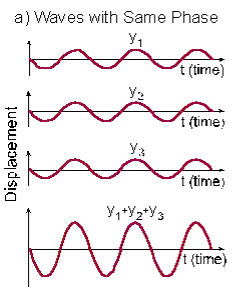 a) Waves with Same Phase
y1
t (time)
y2
t (time)
Displacement
y3
t (time)
y1+y2+y3
t (time)